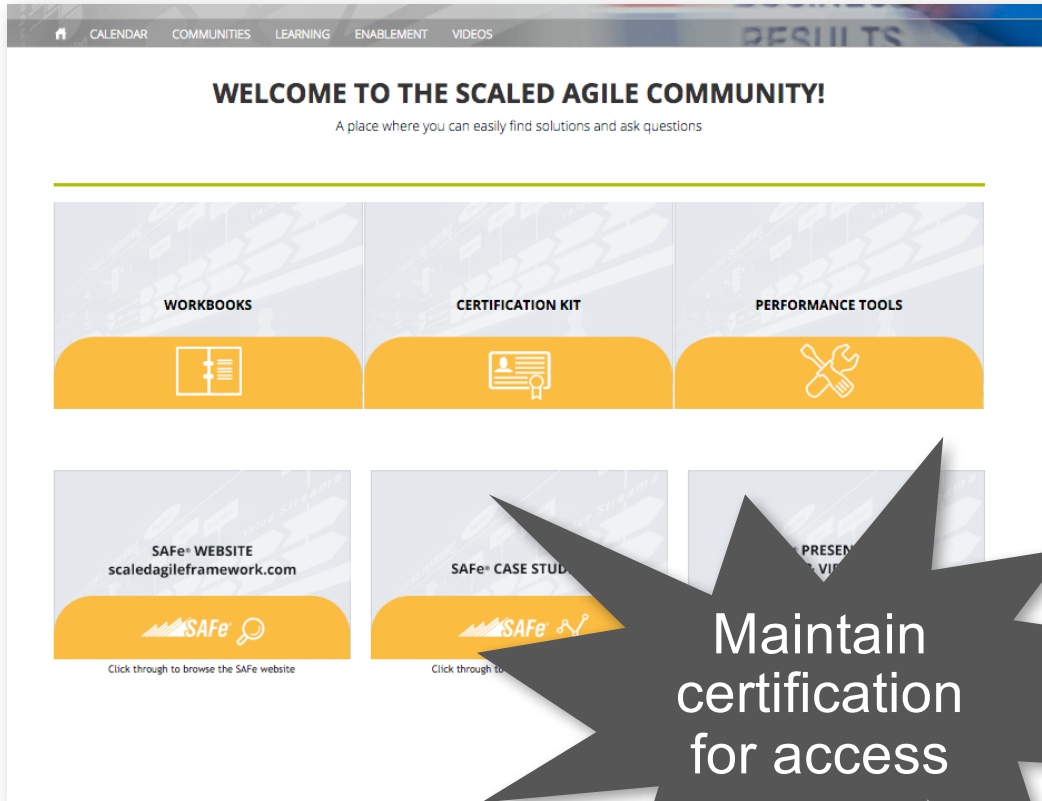 RESULTS
CALENDAR COMMUNITIES LEARNING ENABLEMENT VIDEOS
WELCOME TO THE SCALED AGILE COMMUNITY!
A place where you can easily find solutions and ask questions
WORKBOOKS
CERTIFICATION KIT
PERFORMANCE TOOLS
SAFe® WEBSITE
scaledagileframework.com
SAFe
Click through to browse the SAFe website
SAFe® CASE
SAFe
Click through to
Maintain
certification
for access